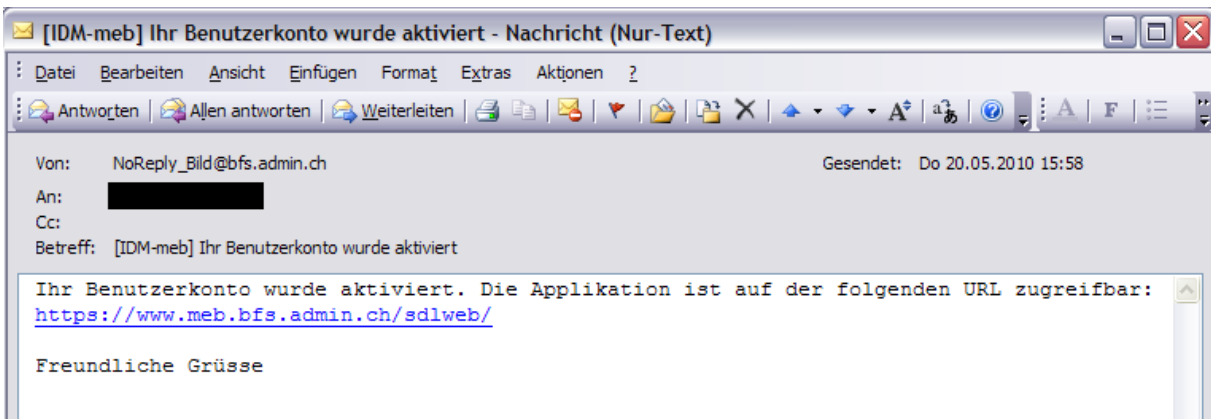 [IDM-meb] Ihr Benutzerkonto wurde aktiviert - Nachricht (Nur-Text)
Datei Bearbeiten Ansicht Einfügen Format Extras Aktionen ?
Antworten Allen antworten Weiterleiten A F
Von: NoReply_Bild@bfs.admin.ch Gesendet: Do 20.05.2010 15:58
An:
Cc:
Betreff: [IDM-meb] Ihr Benutzerkonto wurde aktiviert
Ihr Benutzerkonto wurde aktiviert. Die Applikation ist auf der folgenden URL zugreifbar:
https://www.meb.bfs.admin.ch/sdlweb/
Freundliche Grüsse